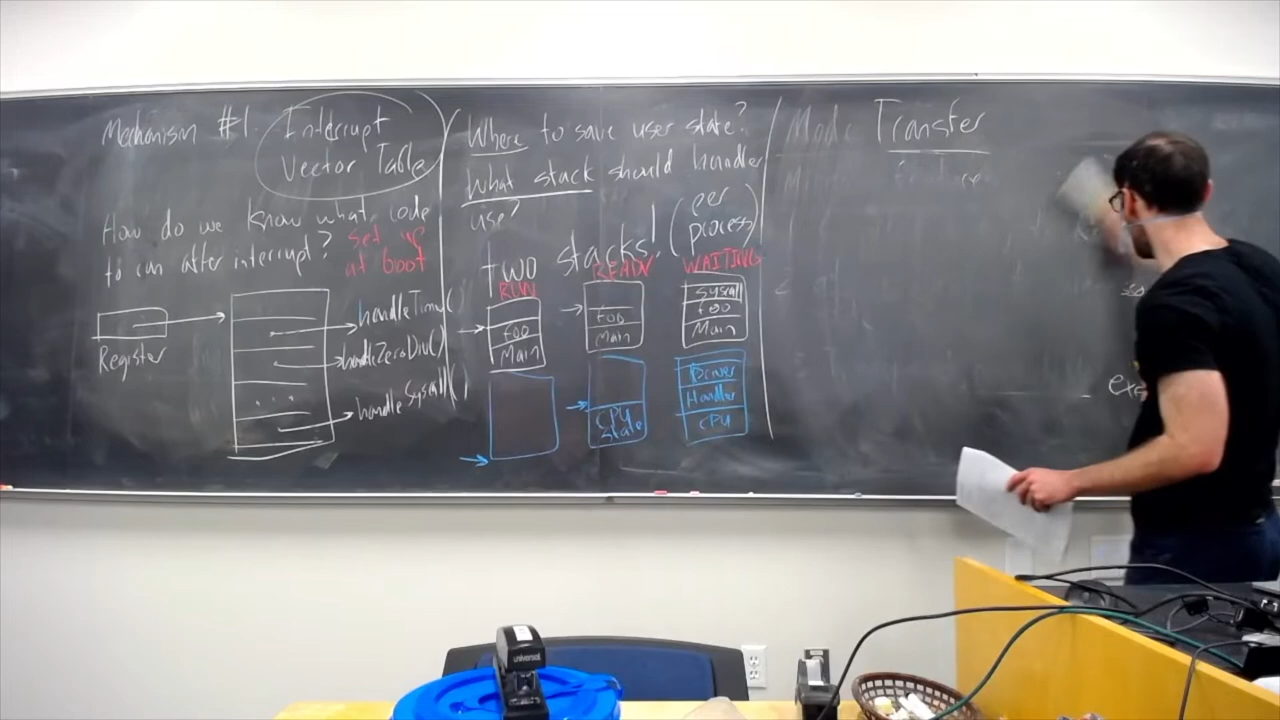 Mechanism #1.
Interrupt
Vector Table
How do we know what code
to run after interrupt?
set up
at boot
Register
handleTimer()
handleZeroDiv()
...
handleSyscall()
Where to save user state?
What stack should handler
use?
(per
process)
TWO stacks!
RUN
foo
Main
READY
foo
Main
CPU
State
WAITING
syscall
foo
Main
Driver
Handler
CPU
Mode Transfer
universal